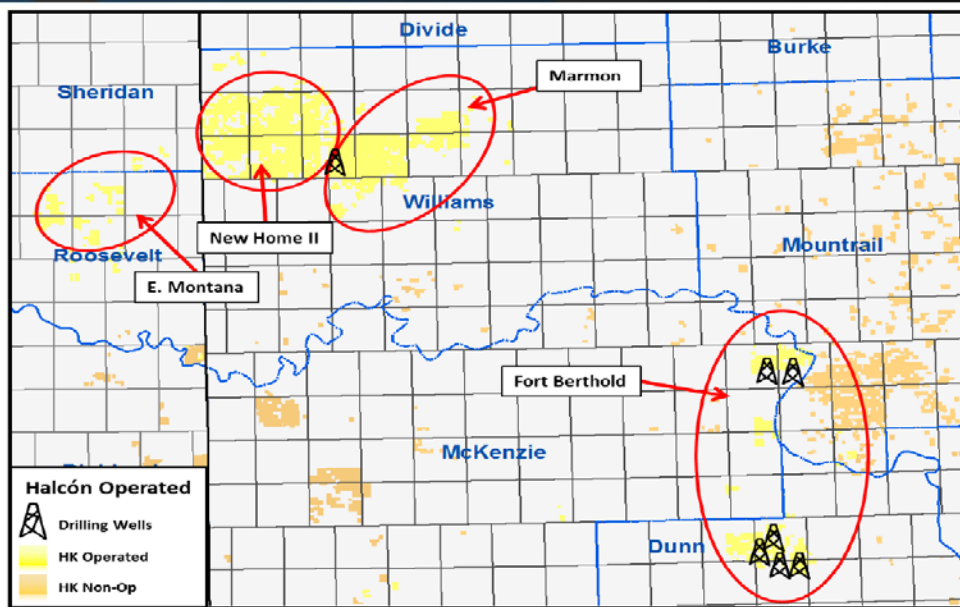 Divide
Burke
Sheridan
Marmon
Williams
New Home II
Mountrail
Roosevelt
E. Montana
Fort Berthold
McKenzie
Halcón Operated
Drilling Wells
HK Operated
HK Non-Op
Dunn